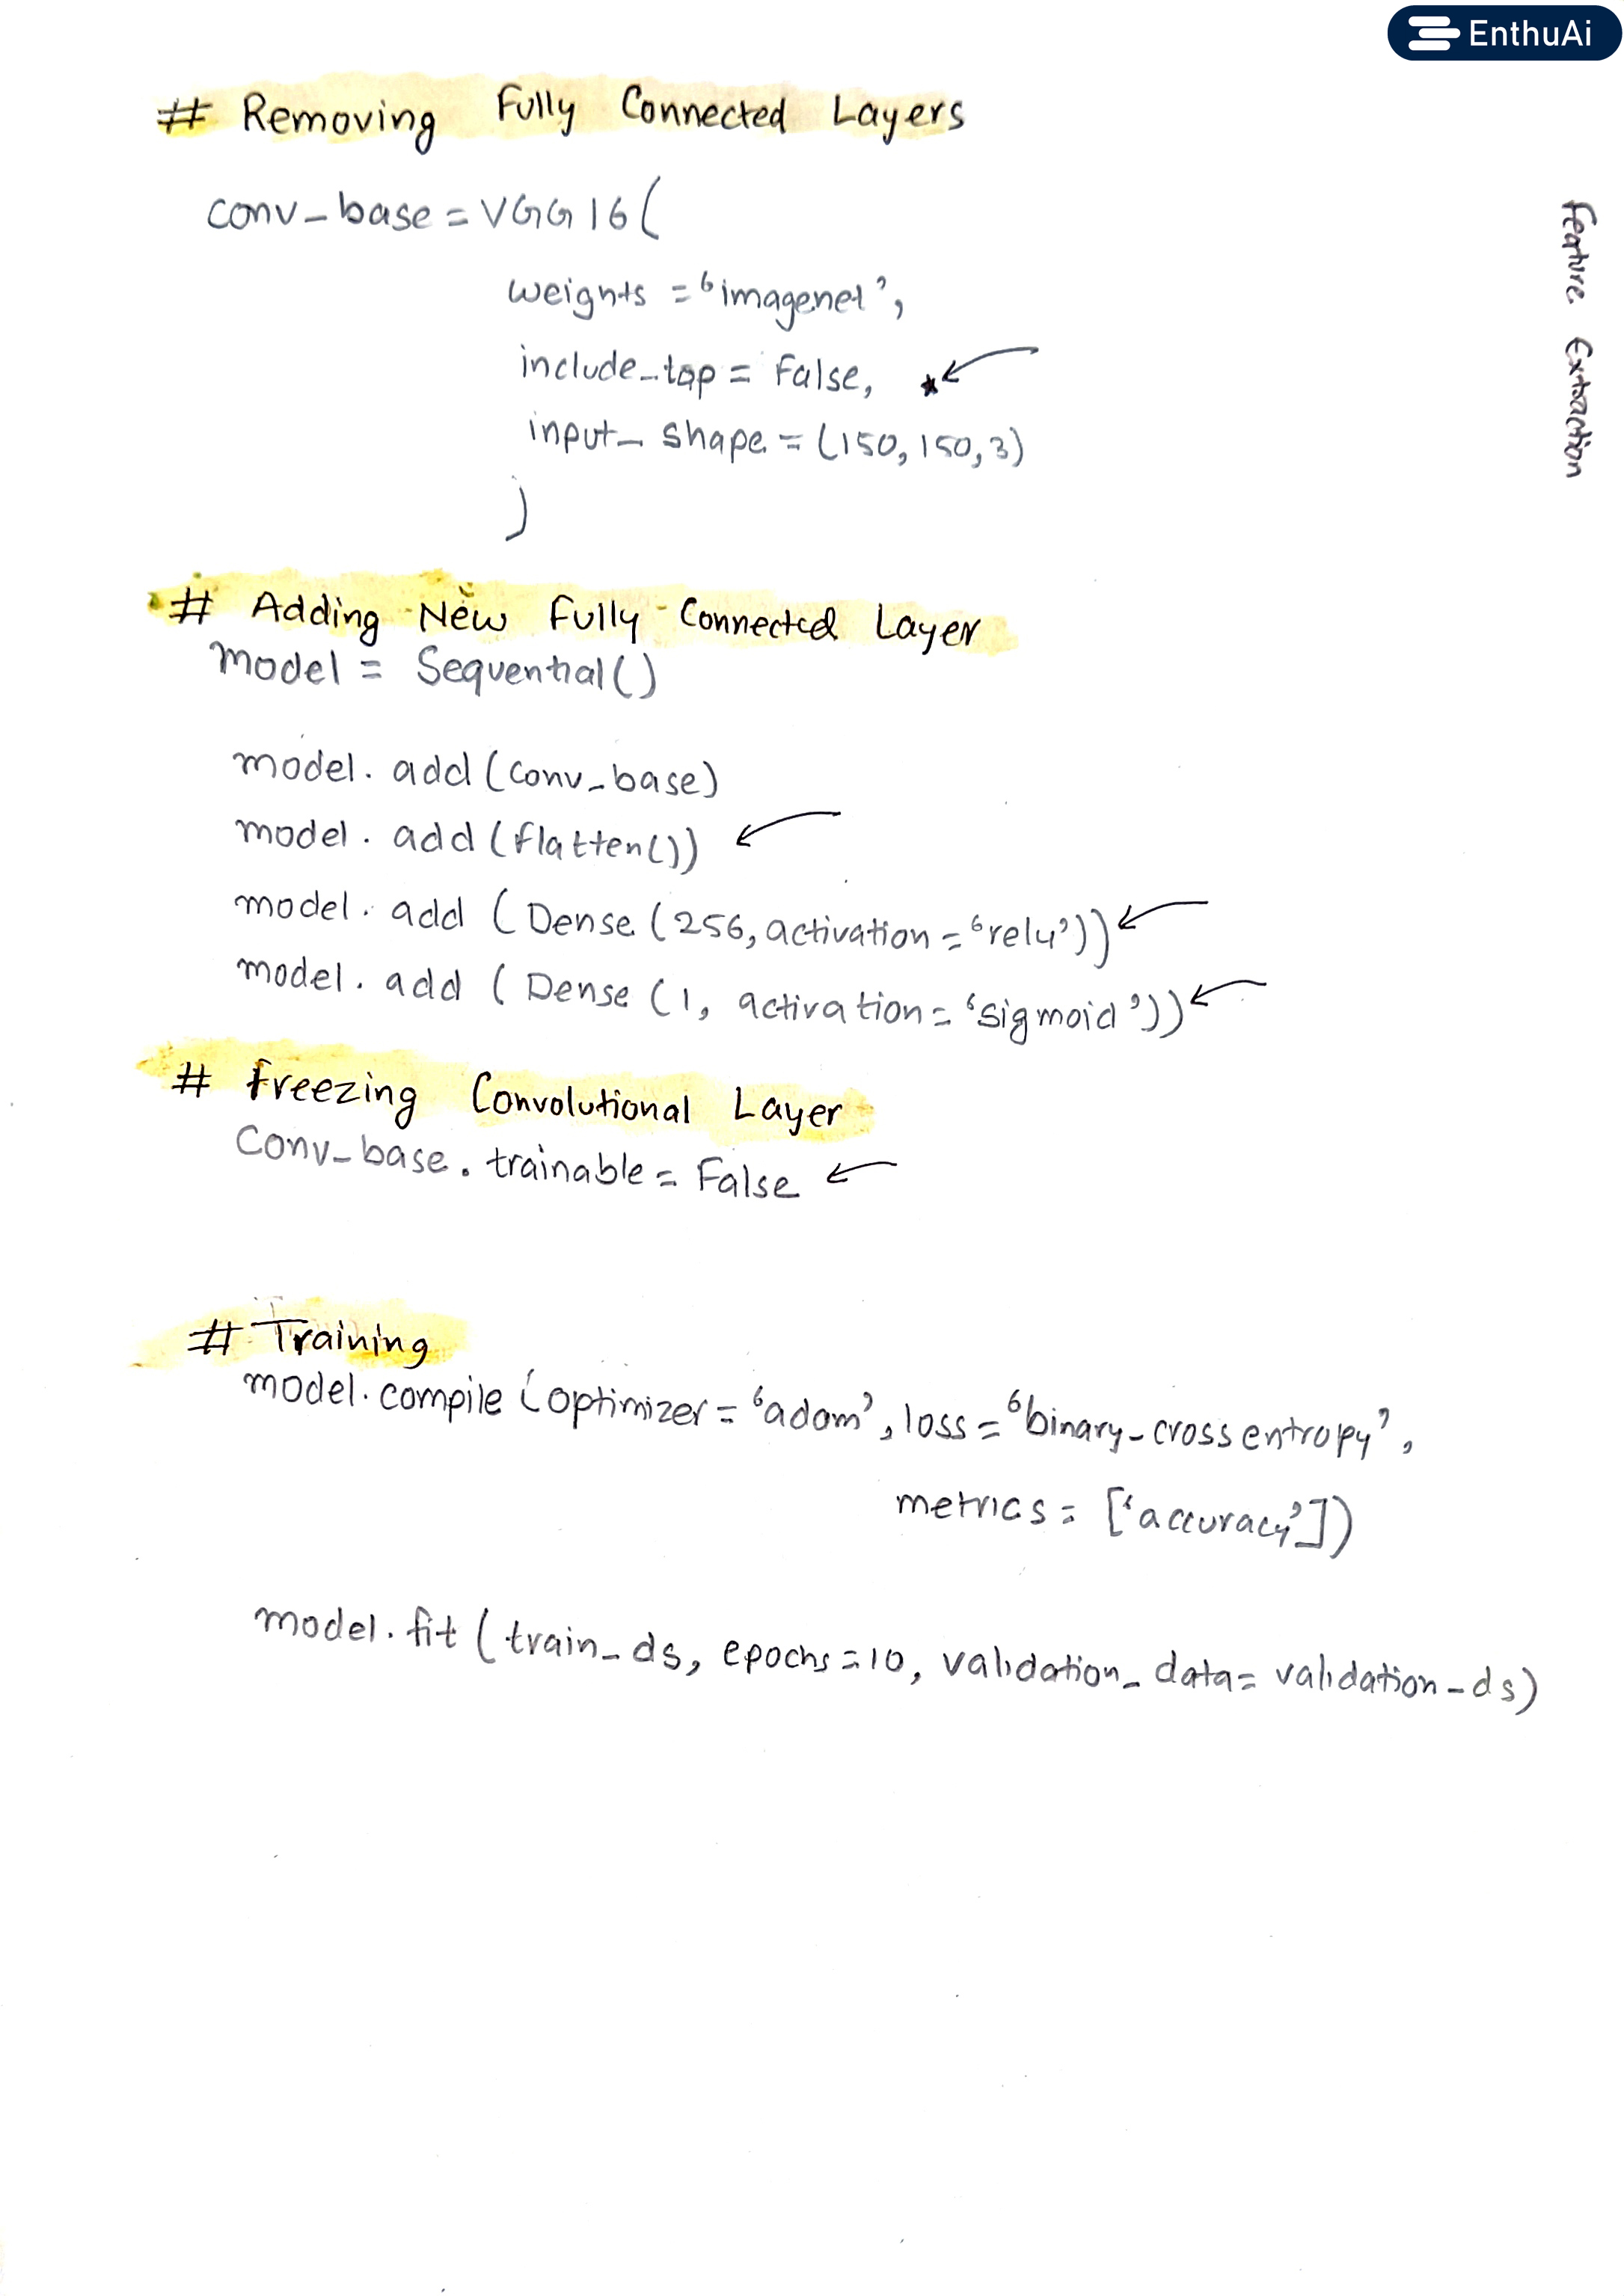 EnthuAi
# Removing Fully Connected Layers
conv_base = VGG16(
weights = 'imagenet',
include_top = False,
input_shape = (150, 150, 3)
)
Feature Extraction
# Adding New Fully Connected Layer
model = Sequential()
model.add(conv_base)
model.add(flatten())
model.add(Dense(256, activation = 'relu'))
model.add(Dense(1, activation = 'sigmoid'))
# Freezing Convolutional Layer
Conv_base.trainable = False
# Training
model.compile(optimizer = 'adam', loss = 'binary_crossentropy',
metrics = ['accuracy'])
model.fit(train_ds, epochs = 10, validation_data = validation_ds)